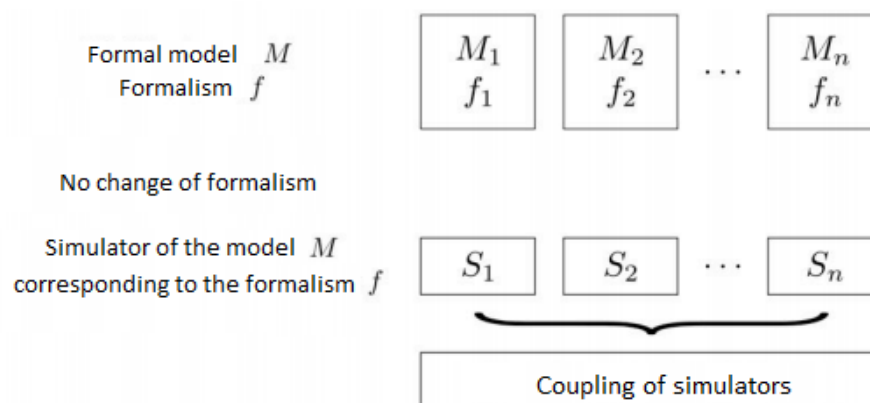 Formal model M
Formalism f
M₁ M₂ ... Mₙ
f₁ f₂ fₙ
No change of formalism
Simulator of the model M
corresponding to the formalism f
S₁ S₂ ... Sₙ
Coupling of simulators